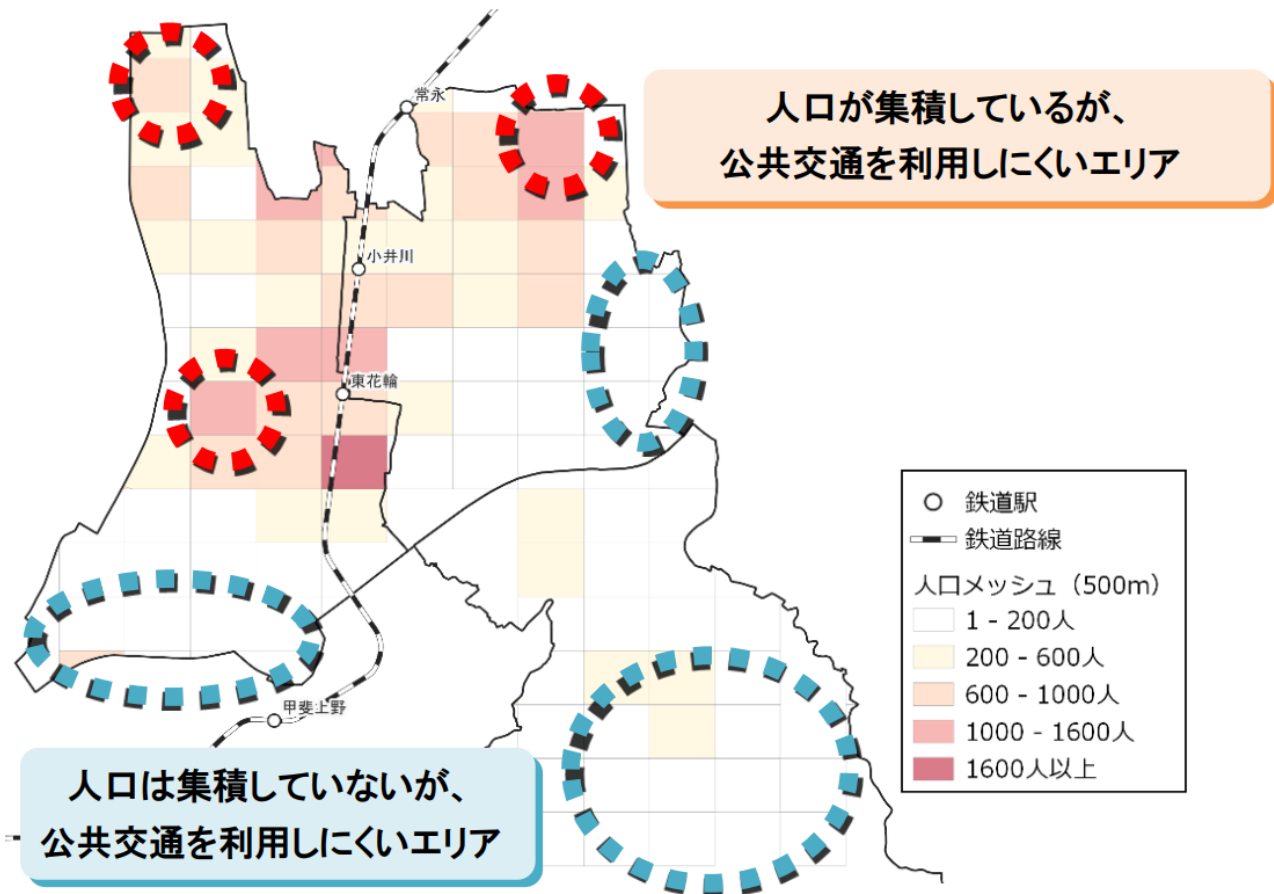 常永
人口が集積しているが、
公共交通を利用しにくいエリア
小井川
東花輪
鉄道駅
鉄道路線
人口メッシュ（500m）
1 - 200人
200 - 600人
600 - 1000人
1000 - 1600人
1600人以上
甲斐上野
人口は集積していないが、
公共交通を利用しにくいエリア